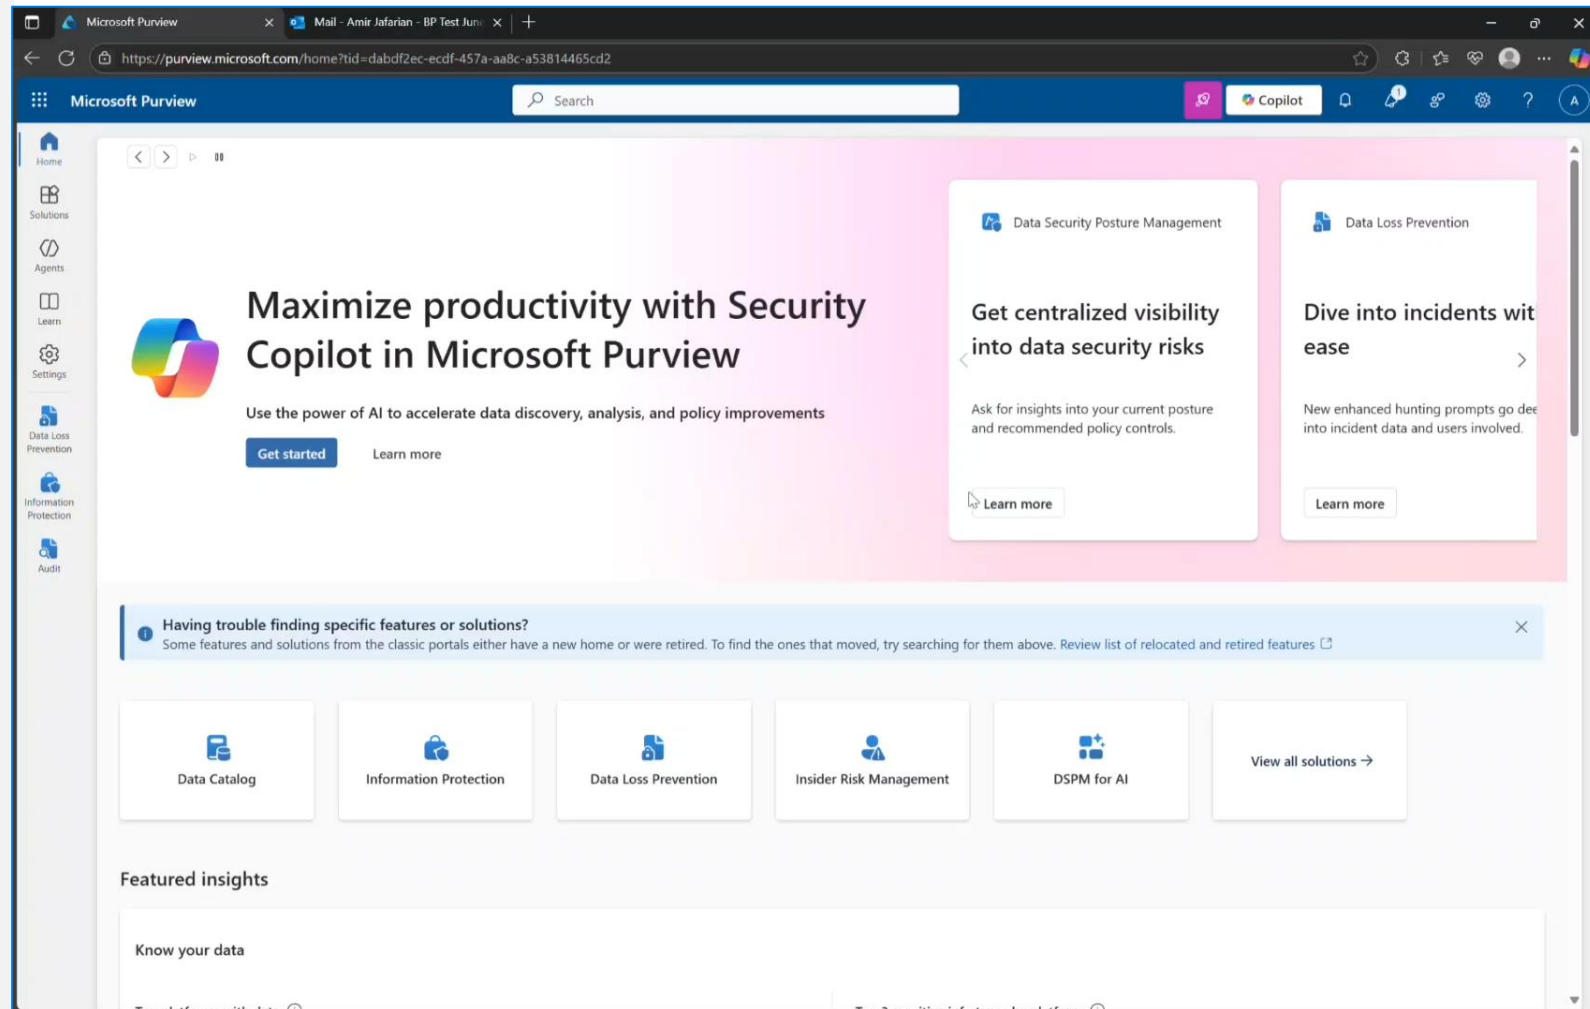 Microsoft Purview
Mail - Amir Jafarian - BP Test June
https://purview.microsoft.com/home?tid=dabdf2ec-ecdf-457a-aa8c-a53814465cd2
Microsoft Purview
Search
Copilot
1
A
Home
Solutions
Agents
Learn
Settings
Data Loss
Prevention
Information
Protection
Audit
Maximize productivity with Security
Copilot in Microsoft Purview
Use the power of AI to accelerate data discovery, analysis, and policy improvements
Get started
Learn more
Data Security Posture Management
Get centralized visibility
into data security risks
Ask for insights into your current posture
and recommended policy controls.
Learn more
Data Loss Prevention
Dive into incidents wit
ease
New enhanced hunting prompts go dee
into incident data and users involved.
Learn more
Having trouble finding specific features or solutions?
Some features and solutions from the classic portals either have a new home or were retired. To find the ones that moved, try searching for them above. Review list of relocated and retired features
Data Catalog
Information Protection
Data Loss Prevention
Insider Risk Management
DSPM for AI
View all solutions →
Featured insights
Know your data